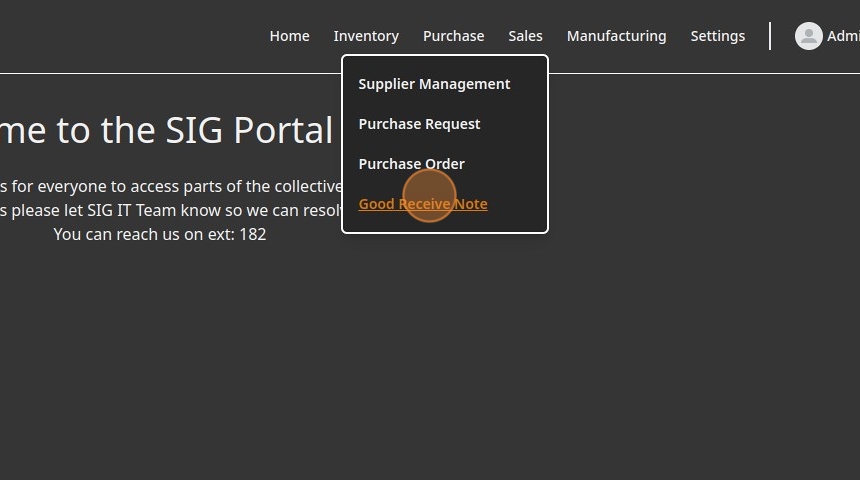 Home Inventory Purchase Sales Manufacturing Settings
Supplier Management
Purchase Request
Purchase Order
Good Receive Note
me to the SIG Portal
s for everyone to access parts of the collective
s please let SIG IT Team know so we can
You can reach us on ext: 182